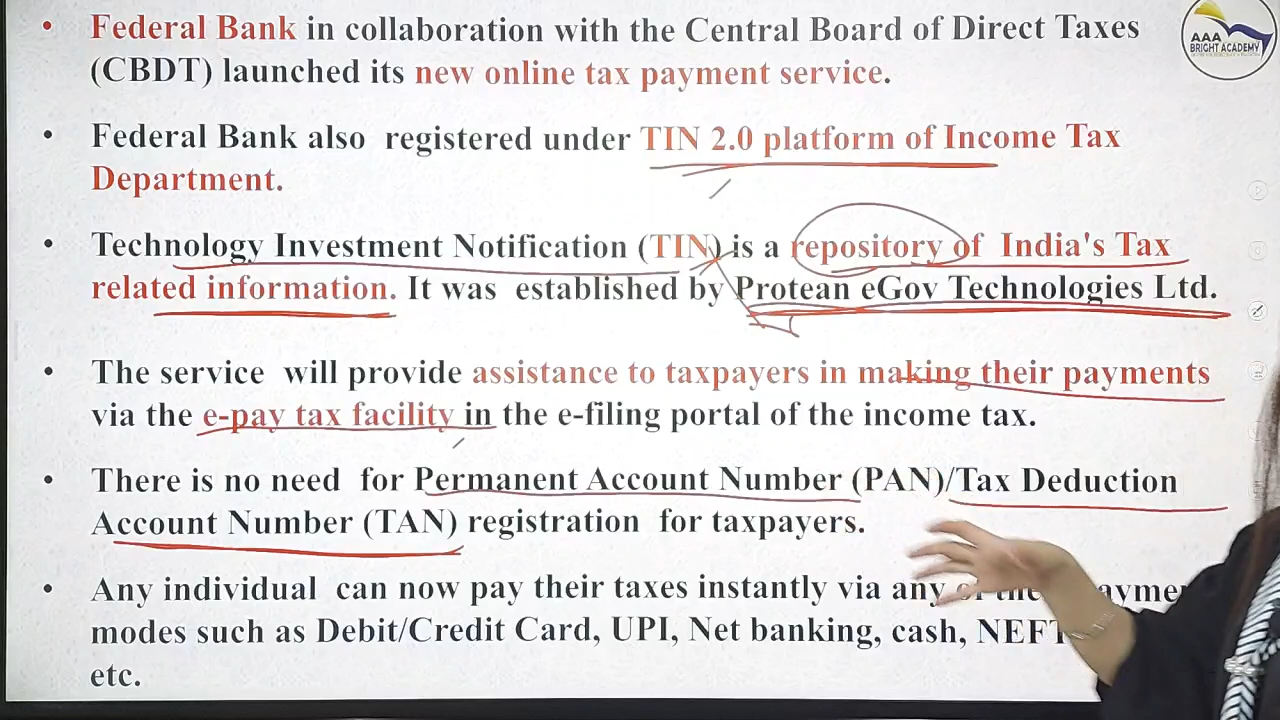 AAA
BRIGHT ACADEMY
• Federal Bank in collaboration with the Central Board of Direct Taxes
(CBDT) launched its new online tax payment service.
• Federal Bank also registered under TIN 2.0 platform of Income Tax
Department.
• Technology Investment Notification (TIN) is a repository of India's Tax
related information. It was established by Protean eGov Technologies Ltd.
• The service will provide assistance to taxpayers in making their payments
via the e-pay tax facility in the e-filing portal of the income tax.
• There is no need for Permanent Account Number (PAN)/Tax Deduction
Account Number (TAN) registration for taxpayers.
• Any individual can now pay their taxes instantly via any
modes such as Debit/Credit Card, UPI, Net banking, cash, NEFT
etc.